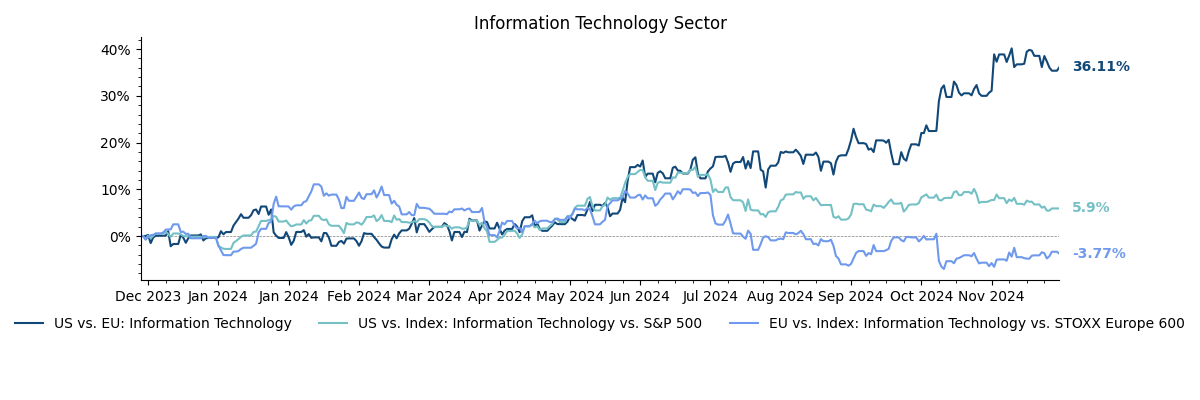 Information Technology Sector
40%
30%
20%
10%
0%
36.11%
5.9%
-3.77%
Dec 2023 Jan 2024 Jan 2024 Feb 2024 Mar 2024 Apr 2024 May 2024 Jun 2024 Jul 2024 Aug 2024 Sep 2024 Oct 2024 Nov 2024
US vs. EU: Information Technology US vs. Index: Information Technology vs. S&P 500 EU vs. Index: Information Technology vs. STOXX Europe 600